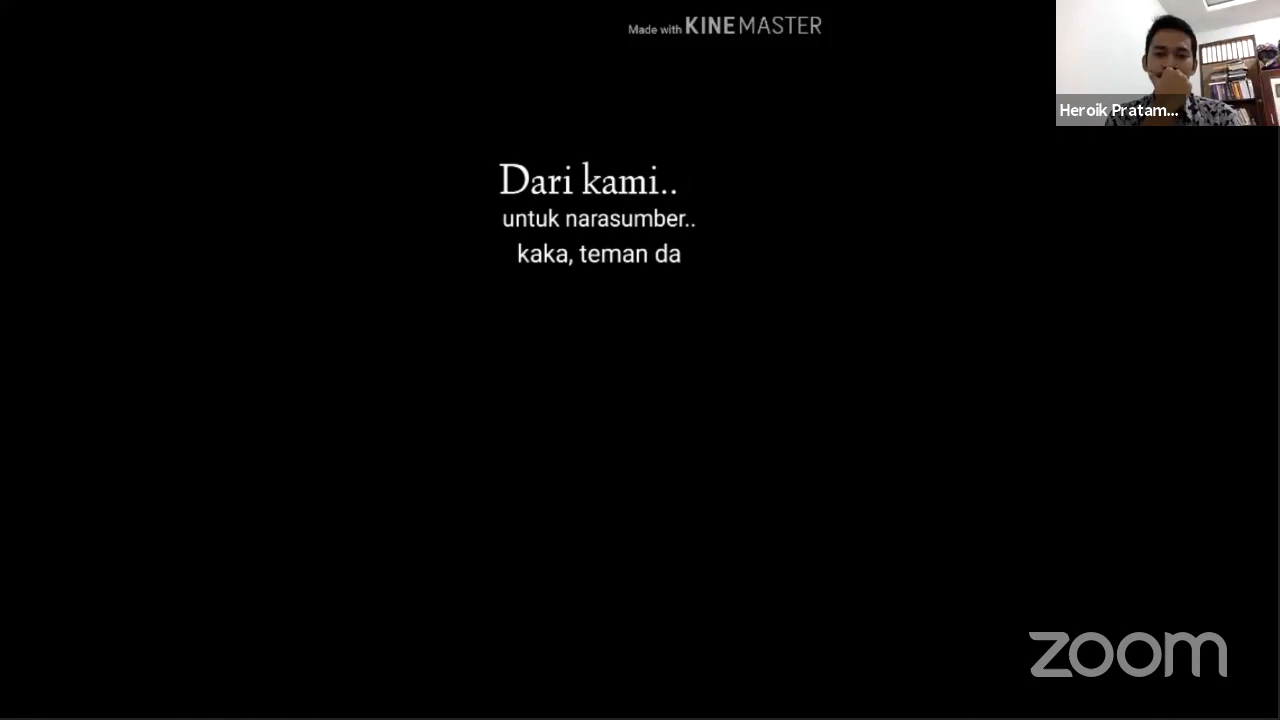 Made with KINEMASTER
Heroik Pratam...
Dari kami..
untuk narasumber..
kaka, teman da
zoom